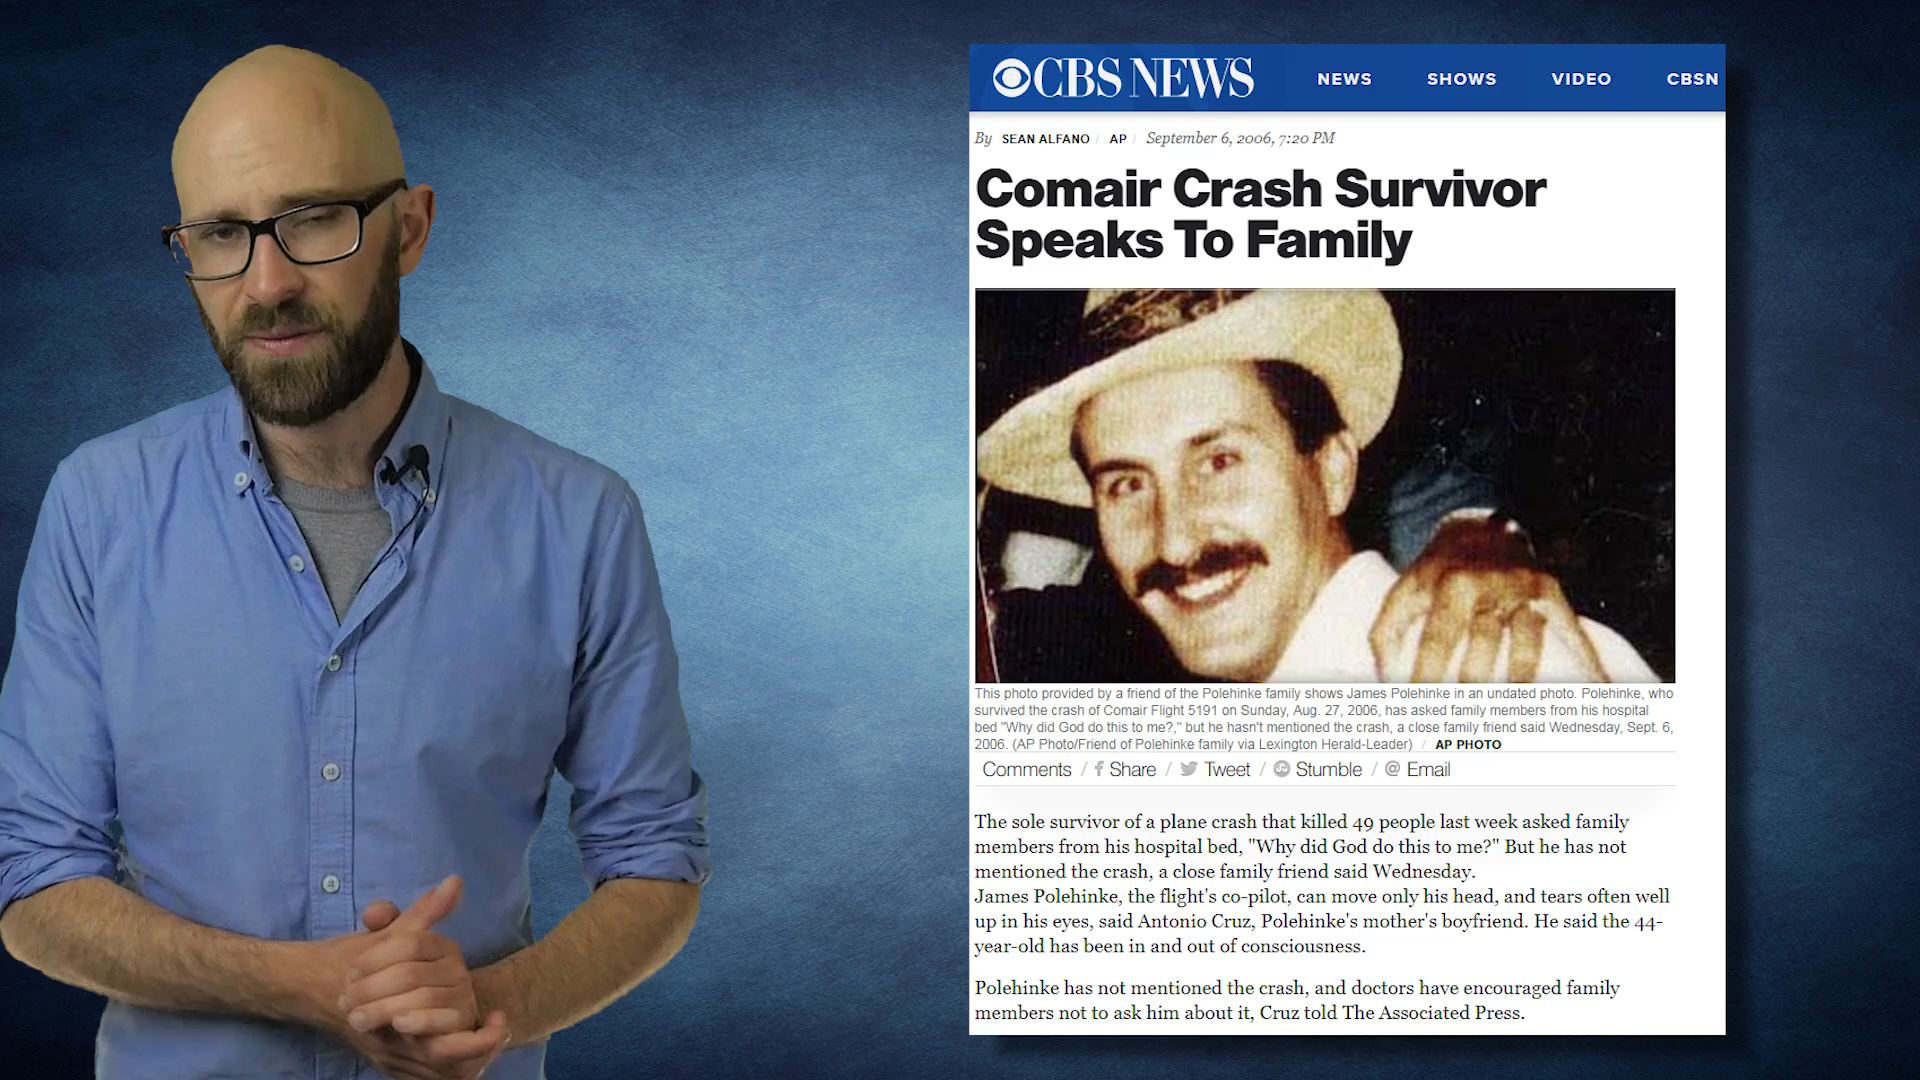 CBS NEWS NEWS SHOWS VIDEO CBSN
By SEAN ALFANO / AP / September 6, 2006, 7:20 PM
Comair Crash Survivor
Speaks To Family
This photo provided by a friend of the Polehinke family shows James Polehinke in an undated photo. Polehinke, who
survived the crash of Comair Flight 5191 on Sunday, Aug. 27, 2006, has asked family members from his hospital
bed "Why did God do this to me?," but he hasn't mentioned the crash, a close family friend said Wednesday, Sept. 6,
2006. (AP Photo/Friend of Polehinke family via Lexington Herald-Leader) / AP PHOTO
Comments / f Share / Tweet / Stumble / @ Email
The sole survivor of a plane crash that killed 49 people last week asked family
members from his hospital bed, "Why did God do this to me?" But he has not
mentioned the crash, a close family friend said Wednesday.
James Polehinke, the flight's co-pilot, can move only his head, and tears often well
up in his eyes, said Antonio Cruz, Polehinke's mother's boyfriend. He said the 44-
year-old has been in and out of consciousness.
Polehinke has not mentioned the crash, and doctors have encouraged family
members not to ask him about it, Cruz told The Associated Press.